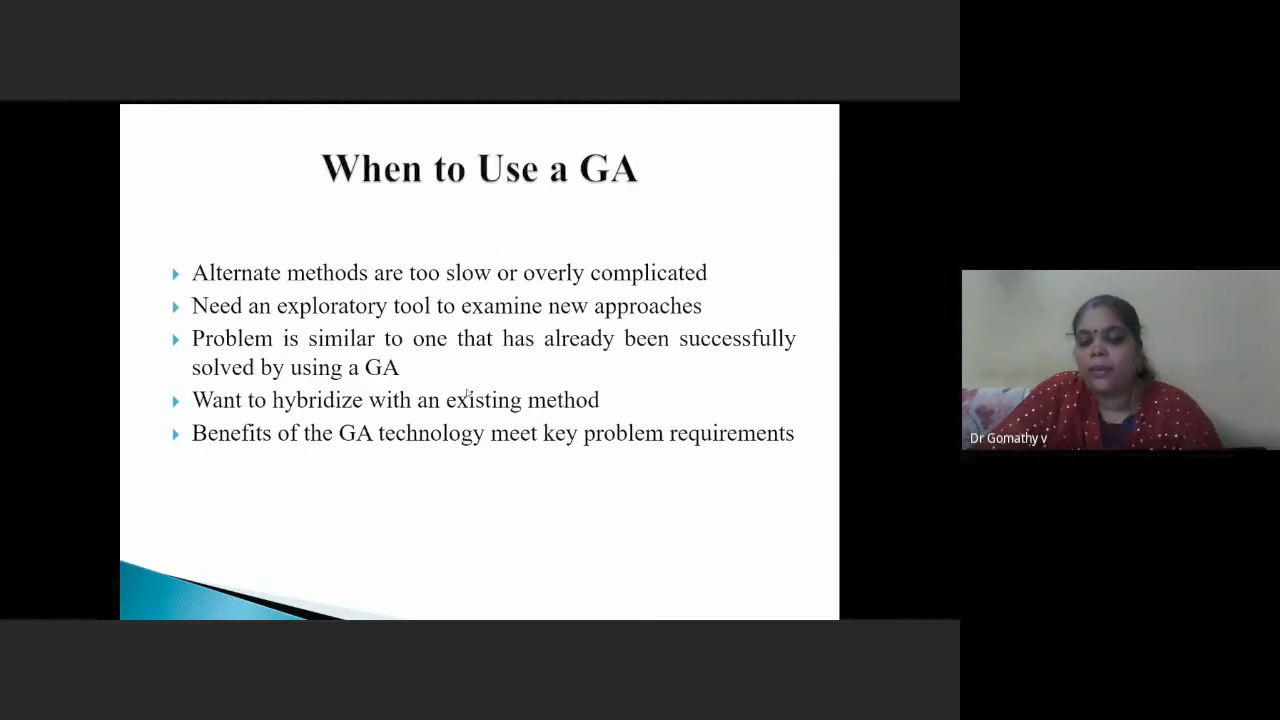 When to Use a GA
Alternate methods are too slow or overly complicated
Need an exploratory tool to examine new approaches
Problem is similar to one that has already been successfully
solved by using a GA
Want to hybridize with an existing method
Benefits of the GA technology meet key problem requirements
Dr Gomathy v